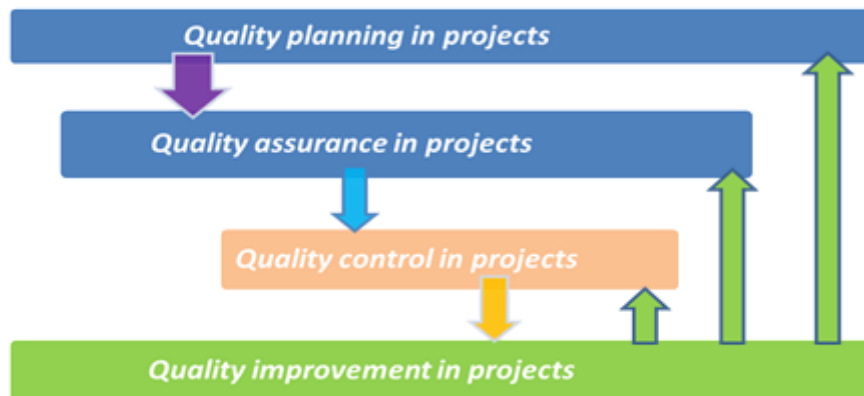 Quality planning in projects
Quality assurance in projects
Quality control in projects
Quality improvement in projects